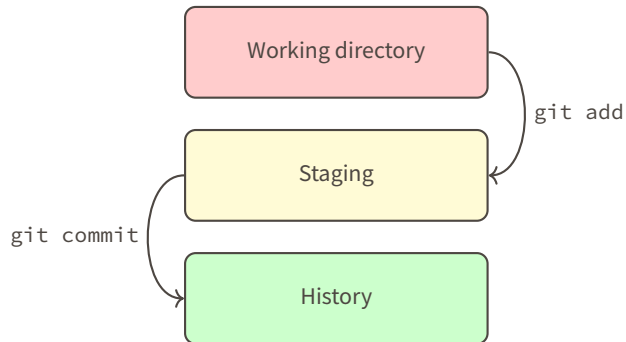 Working directory
git add
Staging
git commit
History